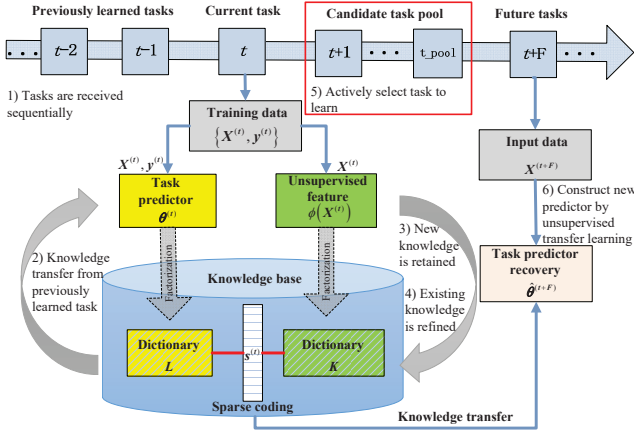 Previously learned tasks
Current task
Candidate task pool
Future tasks
t−2
t−1
t
t+1
t_pool
t+F
1) Tasks are received
sequentially
5) Actively select task to
learn
Training data
{X^(t), y^(t)}
Input data
X^(t+F)
X^(t), y^(t)
X^(t)
Task
predictor
θ^(t)
Unsupervised
feature
ϕ(X^(t))
6) Construct new
predictor by
unsupervised
transfer learning
2) Knowledge
transfer from
previously
learned task
Factorization
Factorization
3) New
knowledge
is retained
4) Existing
knowledge
is refined
Task predictor
recovery
θ̂^(t+F)
Knowledge base
Dictionary
L
s^(t)
Dictionary
K
Sparse coding
Knowledge transfer